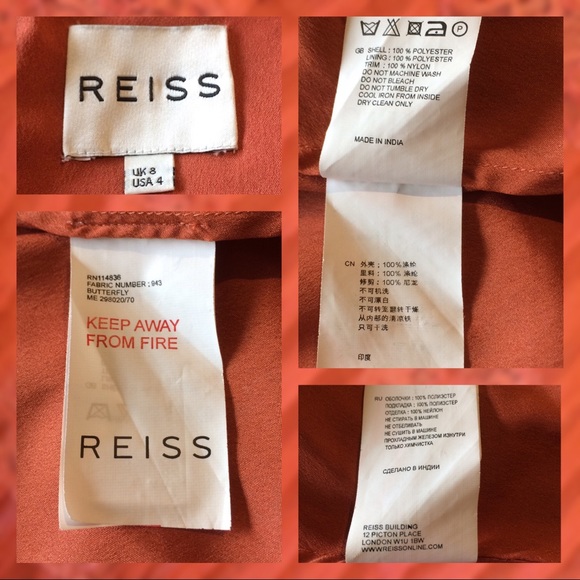 REISS
UK 8
USA 4
RN114636
FABRIC NUMBER : 943
BUTTERFLY
ME 298020/70
KEEP AWAY
FROM FIRE
REISS
GB SHELL : 100 % POLYESTER
LINING : 100 % POLYESTER
TRIM : 100 % NYLON
DO NOT MACHINE WASH
DO NOT BLEACH
DO NOT TUMBLE DRY
COOL IRON FROM INSIDE
DRY CLEAN ONLY
MADE IN INDIA
CN 外壳 : 100% 涤纶
里料 : 100% 涤纶
修剪 : 100% 尼龙
不可机洗
不可漂白
不可转至翻转干燥
从内部的清凉铁
只可干洗
印度
RU ОБОЛОЧКИ : 100% ПОЛИЭСТЕР
ПОДКЛАДКА : 100% ПОЛИЭСТЕР
ОТДЕЛКА : 100% НЕЙЛОН
НЕ СТИРАТЬ В МАШИНЕ
НЕ ОТБЕЛИВАТЬ
НЕ СУШИТЬ В МАШИНЕ
ПРОХЛАДНЫМ ЖЕЛЕЗОМ ИЗНУТРИ
ТОЛЬКО ХИМЧИСТКА
СДЕЛАНО В ИНДИИ
REISS BUILDING
12 PICTON PLACE
LONDON W1U 1BW
WWW.REISSONLINE.COM